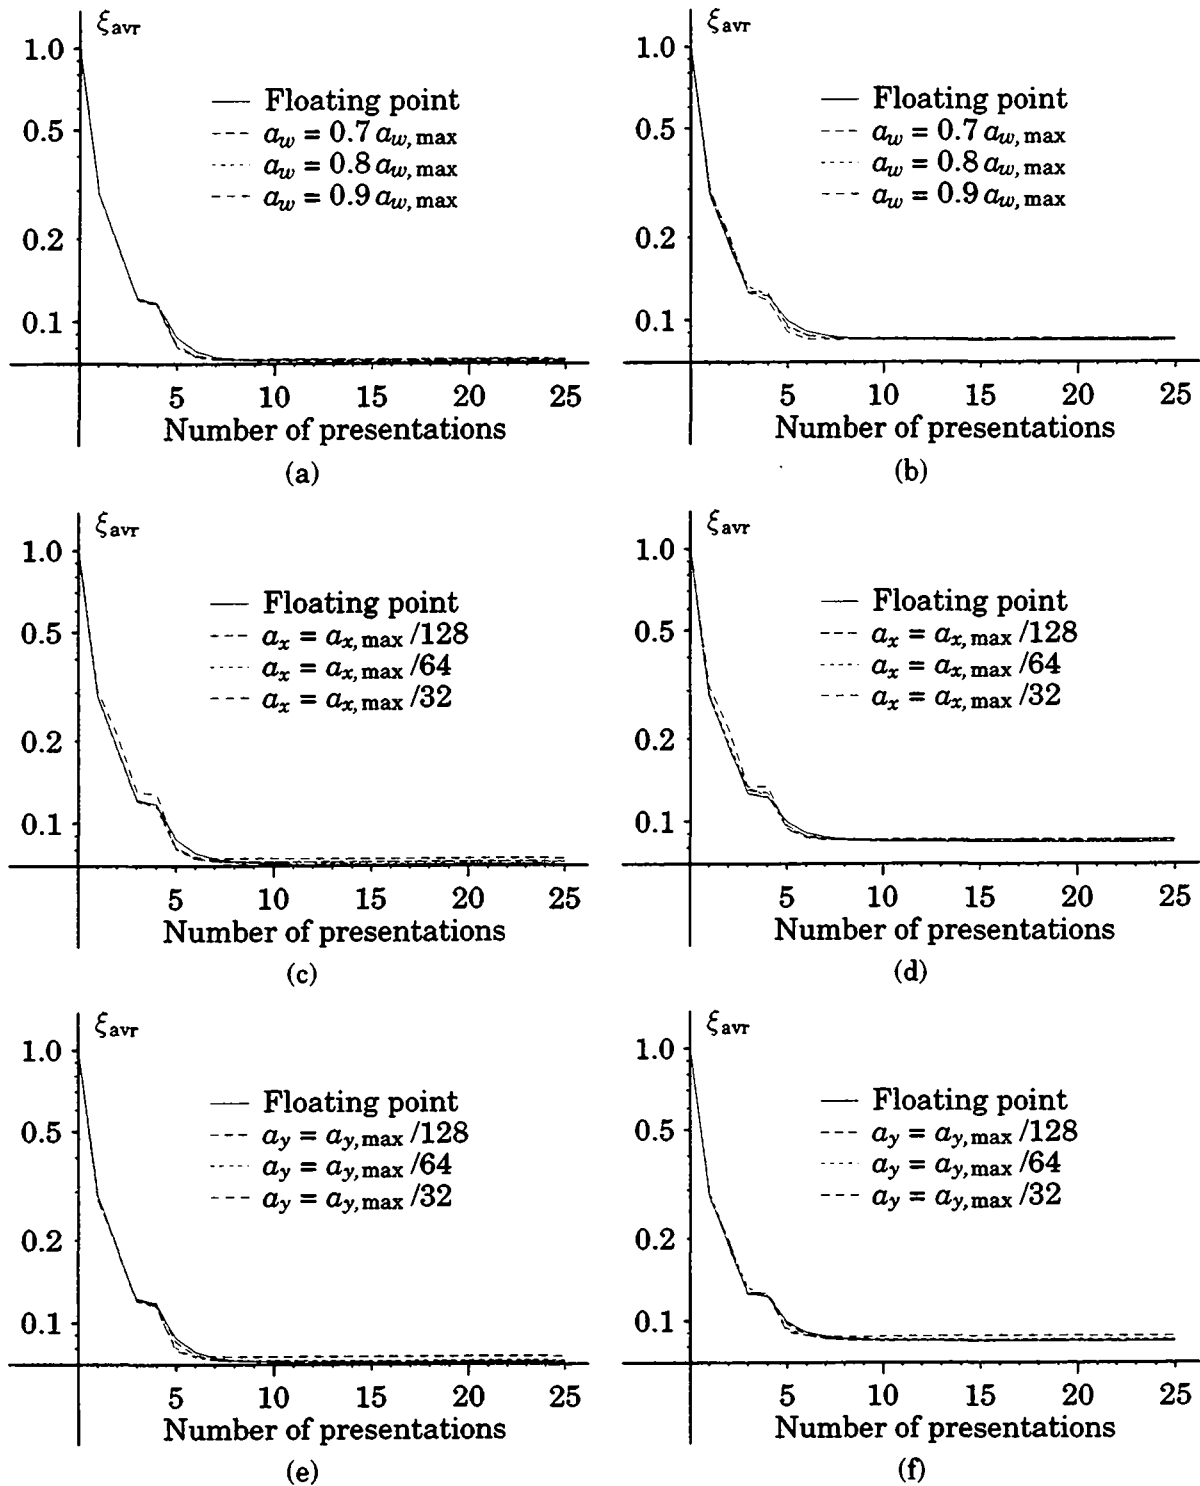 ξavr
1.0
0.5
0.2
0.1
Floating point
aw = 0.7 aw, max
aw = 0.8 aw, max
aw = 0.9 aw, max
5 10 15 20 25
Number of presentations
(a)
ξavr
1.0
0.5
0.2
0.1
Floating point
aw = 0.7 aw, max
aw = 0.8 aw, max
aw = 0.9 aw, max
5 10 15 20 25
Number of presentations
(b)
ξavr
1.0
0.5
0.2
0.1
Floating point
ax = ax, max /128
ax = ax, max /64
ax = ax, max /32
5 10 15 20 25
Number of presentations
(c)
ξavr
1.0
0.5
0.2
0.1
Floating point
ax = ax, max /128
ax = ax, max /64
ax = ax, max /32
5 10 15 20 25
Number of presentations
(d)
ξavr
1.0
0.5
0.2
0.1
Floating point
ay = ay, max /128
ay = ay, max /64
ay = ay, max /32
5 10 15 20 25
Number of presentations
(e)
ξavr
1.0
0.5
0.2
0.1
Floating point
ay = ay, max /128
ay = ay, max /64
ay = ay, max /32
5 10 15 20 25
Number of presentations
(f)